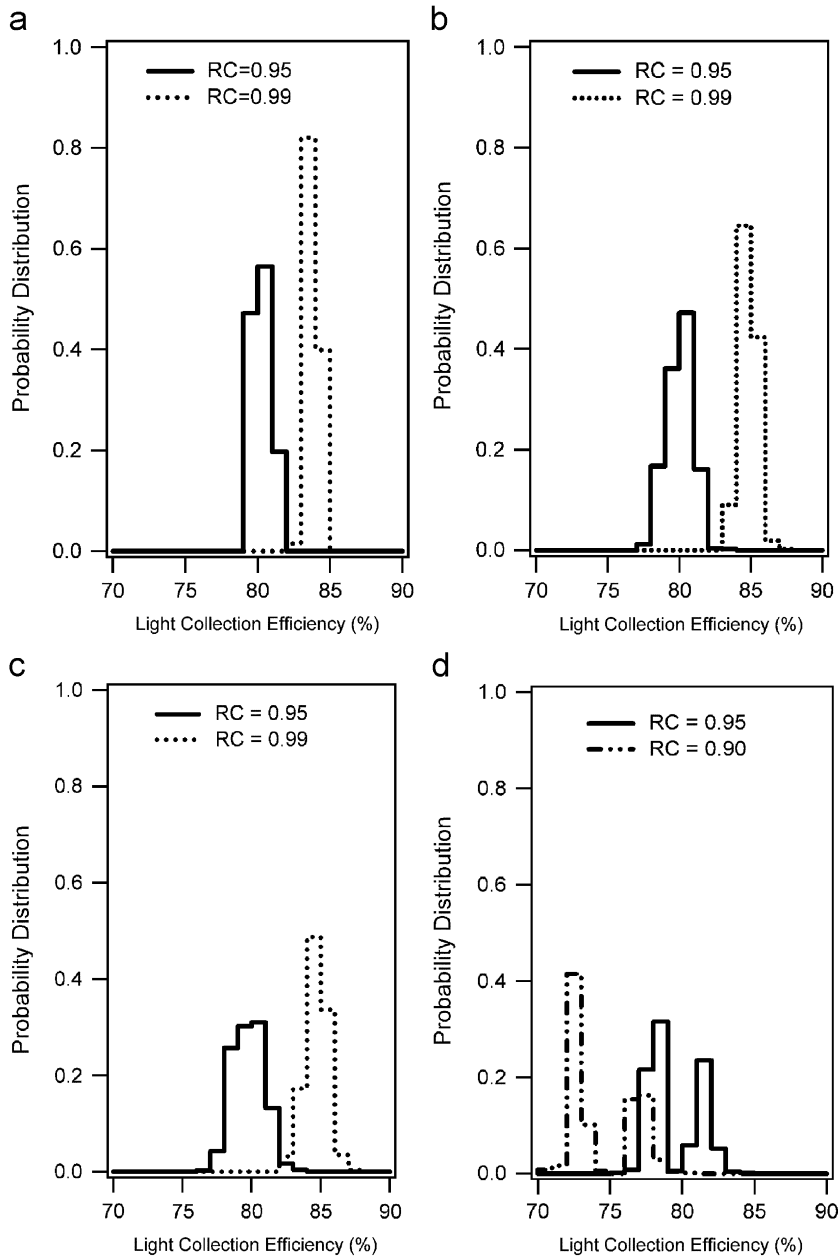 a
RC=0.95
RC=0.99
1.0
0.8
0.6
0.4
0.2
0.0
Probability Distribution
70 75 80 85 90
Light Collection Efficiency (%)
b
RC = 0.95
RC = 0.99
1.0
0.8
0.6
0.4
0.2
0.0
Probability Distribution
70 75 80 85 90
Light Collection Efficiency (%)
c
RC = 0.95
RC = 0.99
1.0
0.8
0.6
0.4
0.2
0.0
Probability Distribution
70 75 80 85 90
Light Collection Efficiency (%)
d
RC = 0.95
RC = 0.90
1.0
0.8
0.6
0.4
0.2
0.0
Probability Distribution
70 75 80 85 90
Light Collection Efficiency (%)